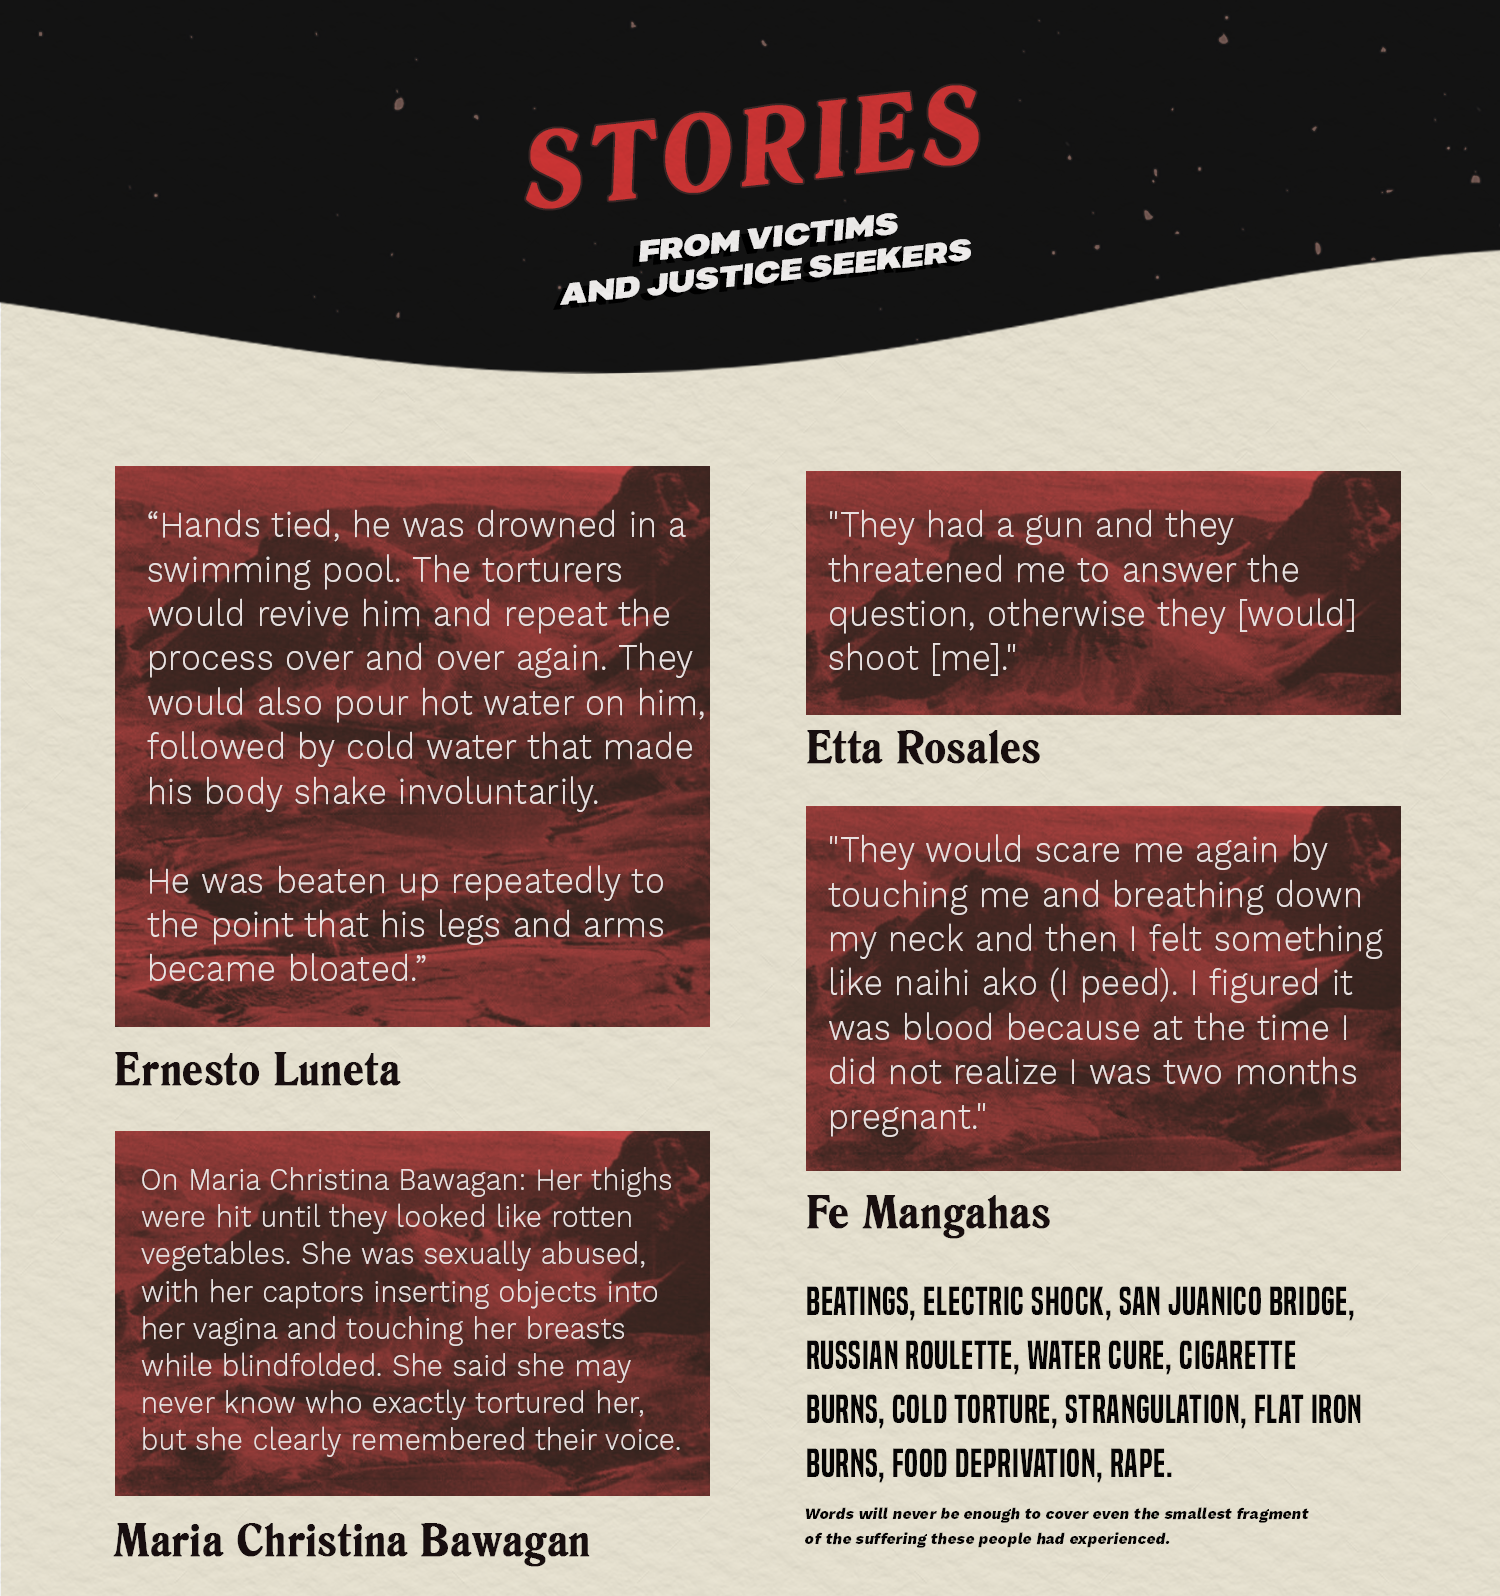 STORIES
FROM VICTIMS
AND JUSTICE SEEKERS
“Hands tied, he was drowned in a
swimming pool. The torturers
would revive him and repeat the
process over and over again. They
would also pour hot water on him,
followed by cold water that made
his body shake involuntarily.
He was beaten up repeatedly to
the point that his legs and arms
became bloated.”
Ernesto Luneta
On Maria Christina Bawagan: Her thighs
were hit until they looked like rotten
vegetables. She was sexually abused,
with her captors inserting objects into
her vagina and touching her breasts
while blindfolded. She said she may
never know who exactly tortured her,
but she clearly remembered their voice.
Maria Christina Bawagan
"They had a gun and they
threatened me to answer the
question, otherwise they [would]
shoot [me]."
Etta Rosales
"They would scare me again by
touching me and breathing down
my neck and then I felt something
like naihi ako (I peed). I figured it
was blood because at the time I
did not realize I was two months
pregnant."
Fe Mangahas
BEATINGS, ELECTRIC SHOCK, SAN JUANICO BRIDGE,
RUSSIAN ROULETTE, WATER CURE, CIGARETTE
BURNS, COLD TORTURE, STRANGULATION, FLAT IRON
BURNS, FOOD DEPRIVATION, RAPE.
Words will never be enough to cover even the smallest fragment
of the suffering these people had experienced.